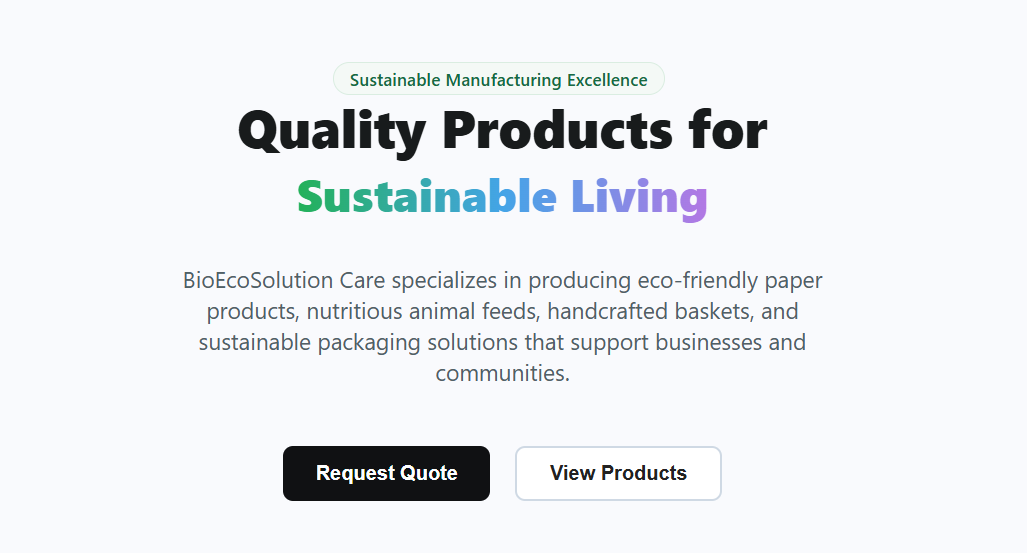 Sustainable Manufacturing Excellence
Quality Products for
Sustainable Living
BioEcoSolution Care specializes in producing eco-friendly paper
products, nutritious animal feeds, handcrafted baskets, and
sustainable packaging solutions that support businesses and
communities.
Request Quote
View Products